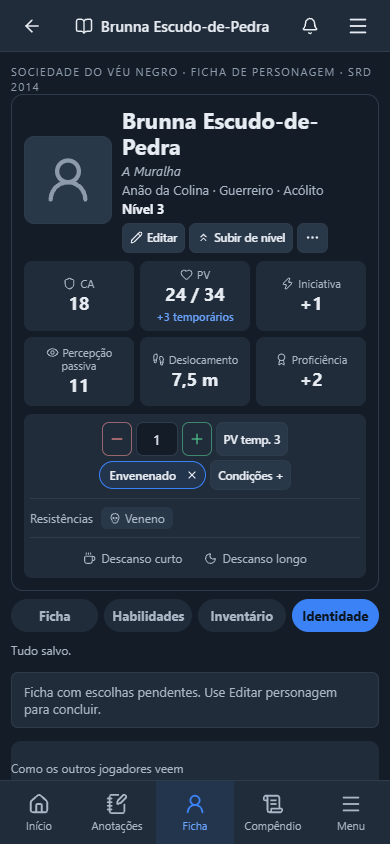 Brunna Escudo-de-Pedra
SOCIEDADE DO VÉU NEGRO · FICHA DE PERSONAGEM · SRD
2014
Brunna Escudo-de-
Pedra
A Muralha
Anão da Colina · Guerreiro · Acólito
Nível 3
Editar
Subir de nível
...
CA
18
PV
24 / 34
+3 temporários
Iniciativa
+1
Percepção
passiva
11
Deslocamento
7,5 m
Proficiência
+2
−
1
+
PV temp. 3
Envenenado ×
Condições +
Resistências
Veneno
Descanso curto
Descanso longo
Ficha
Habilidades
Inventário
Identidade
Tudo salvo.
Ficha com escolhas pendentes. Use Editar personagem
para concluir.
Como os outros jogadores veem
Início
Anotações
Ficha
Compêndio
Menu